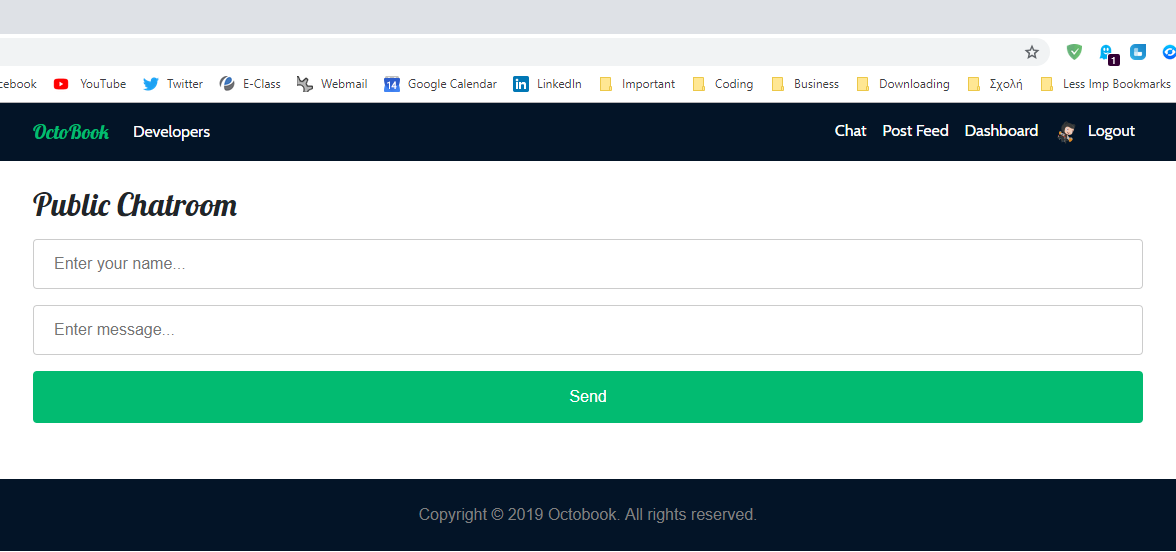 1
cebook YouTube Twitter E-Class Webmail 14 Google Calendar in LinkedIn Important Coding Business Downloading Σχολή Less Imp Bookmarks
OctoBook Developers Chat Post Feed Dashboard Logout
Public Chatroom
Enter your name...
Enter message...
Send
Copyright © 2019 Octobook. All rights reserved.